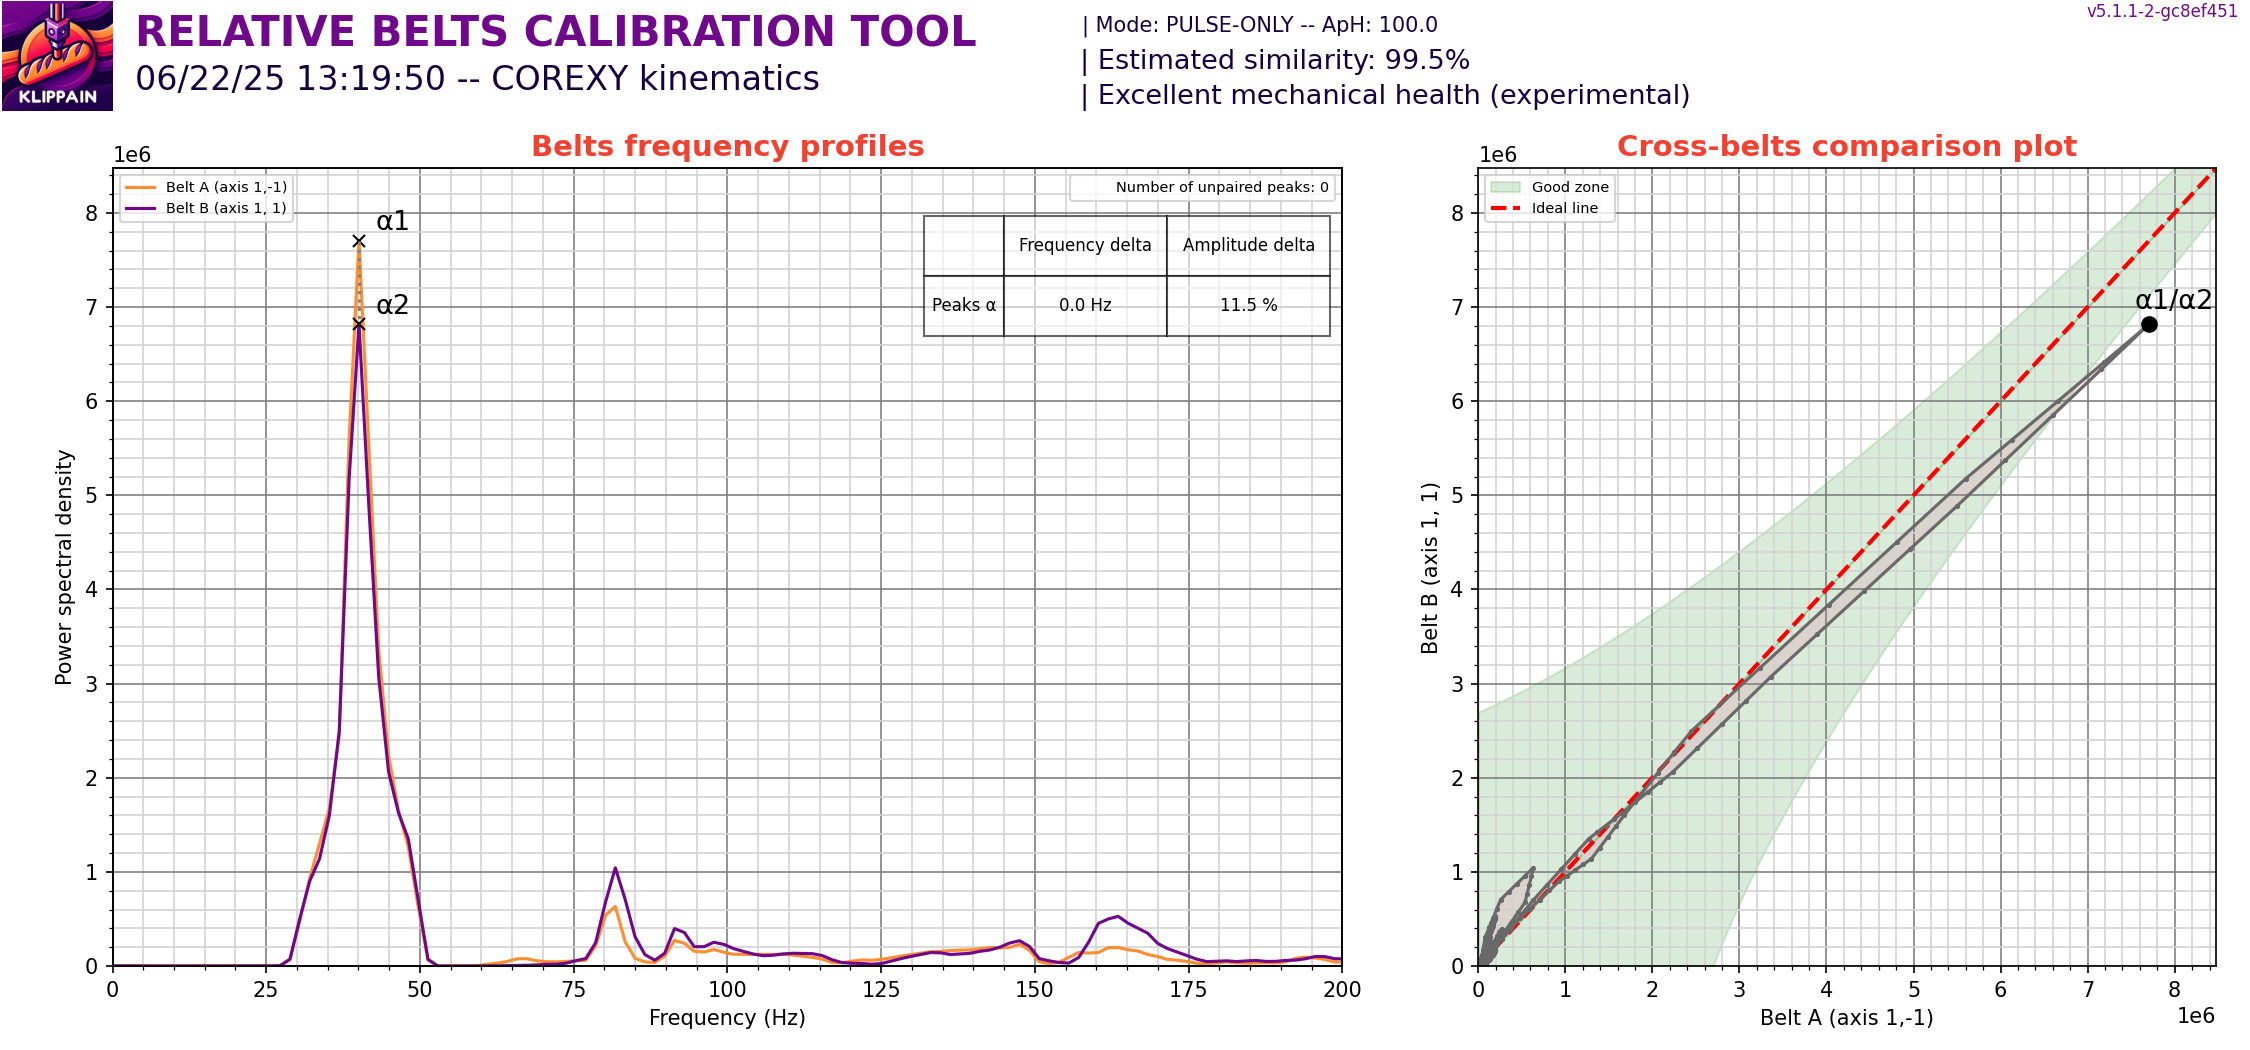 KLIPPAIN
RELATIVE BELTS CALIBRATION TOOL
06/22/25 13:19:50 -- COREXY kinematics
| Mode: PULSE-ONLY -- ApH: 100.0
| Estimated similarity: 99.5%
| Excellent mechanical health (experimental)
v5.1.1-2-gc8ef451
Belts frequency profiles
1e6
Belt A (axis 1,-1)
Belt B (axis 1, 1)
Number of unpaired peaks: 0
Frequency delta Amplitude delta
Peaks α 0.0 Hz 11.5 %
α1
α2
8
7
6
5
4
3
2
1
0
Power spectral density
0 25 50 75 100 125 150 175 200
Frequency (Hz)
Cross-belts comparison plot
1e6
Good zone
Ideal line
α1/α2
8
7
6
5
4
3
2
1
0
Belt B (axis 1, 1)
0 1 2 3 4 5 6 7 8
Belt A (axis 1,-1)
1e6